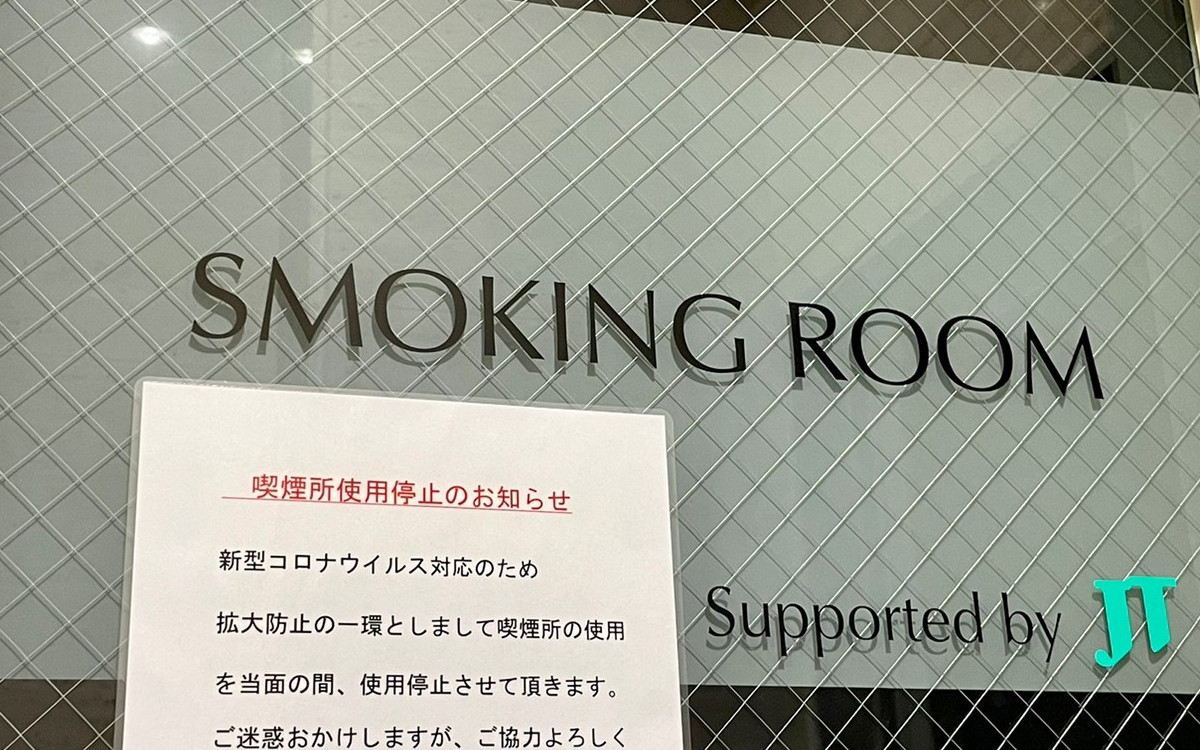 SMOKING ROOM
喫煙所使用停止のお知らせ
新型コロナウイルス対応のため
拡大防止の一環としまして喫煙所の使用
を当面の間、使用停止させて頂きます。
ご迷惑おかけしますが、ご協力よろしく
Supported by JT